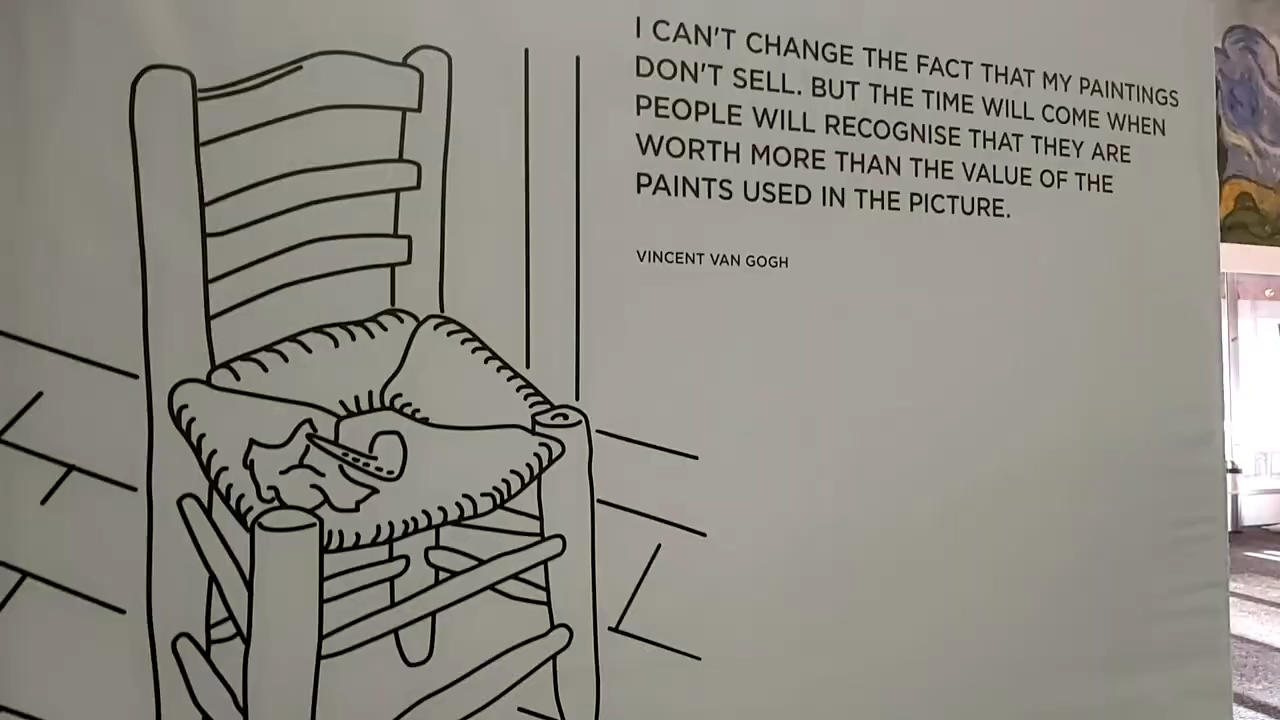 I CAN'T CHANGE THE FACT THAT MY PAINTINGS
DON'T SELL. BUT THE TIME WILL COME WHEN
PEOPLE WILL RECOGNISE THAT THEY ARE
WORTH MORE THAN THE VALUE OF THE
PAINTS USED IN THE PICTURE.
VINCENT VAN GOGH